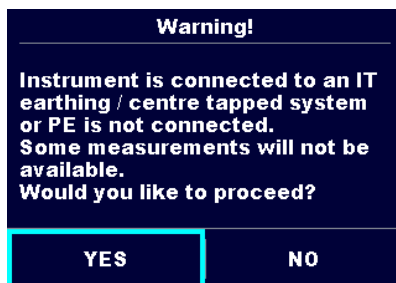 Warning!
Instrument is connected to an IT
earthing / centre tapped system
or PE is not connected.
Some measurements will not be
available.
Would you like to proceed?
YES
NO